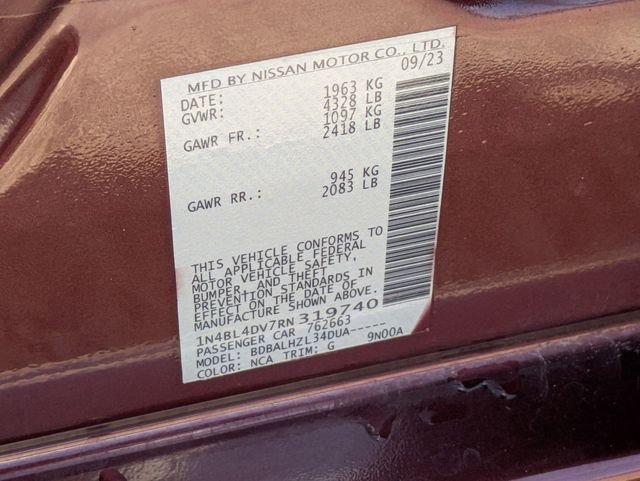 MFD BY NISSAN MOTOR CO., LTD.
DATE: 09/23
GVWR: 1963 KG
4328 LB
GAWR FR.: 1097 KG
2418 LB
GAWR RR.: 945 KG
2083 LB
THIS VEHICLE CONFORMS TO
ALL APPLICABLE FEDERAL
MOTOR VEHICLE SAFETY,
BUMPER, AND THEFT
PREVENTION STANDARDS IN
EFFECT ON THE DATE OF
MANUFACTURE SHOWN ABOVE.
1N4BL4DV7RN319740
PASSENGER CAR 762663
MODEL: BDBALHZL34DUA-----
COLOR: NCA TRIM: G 9N00A